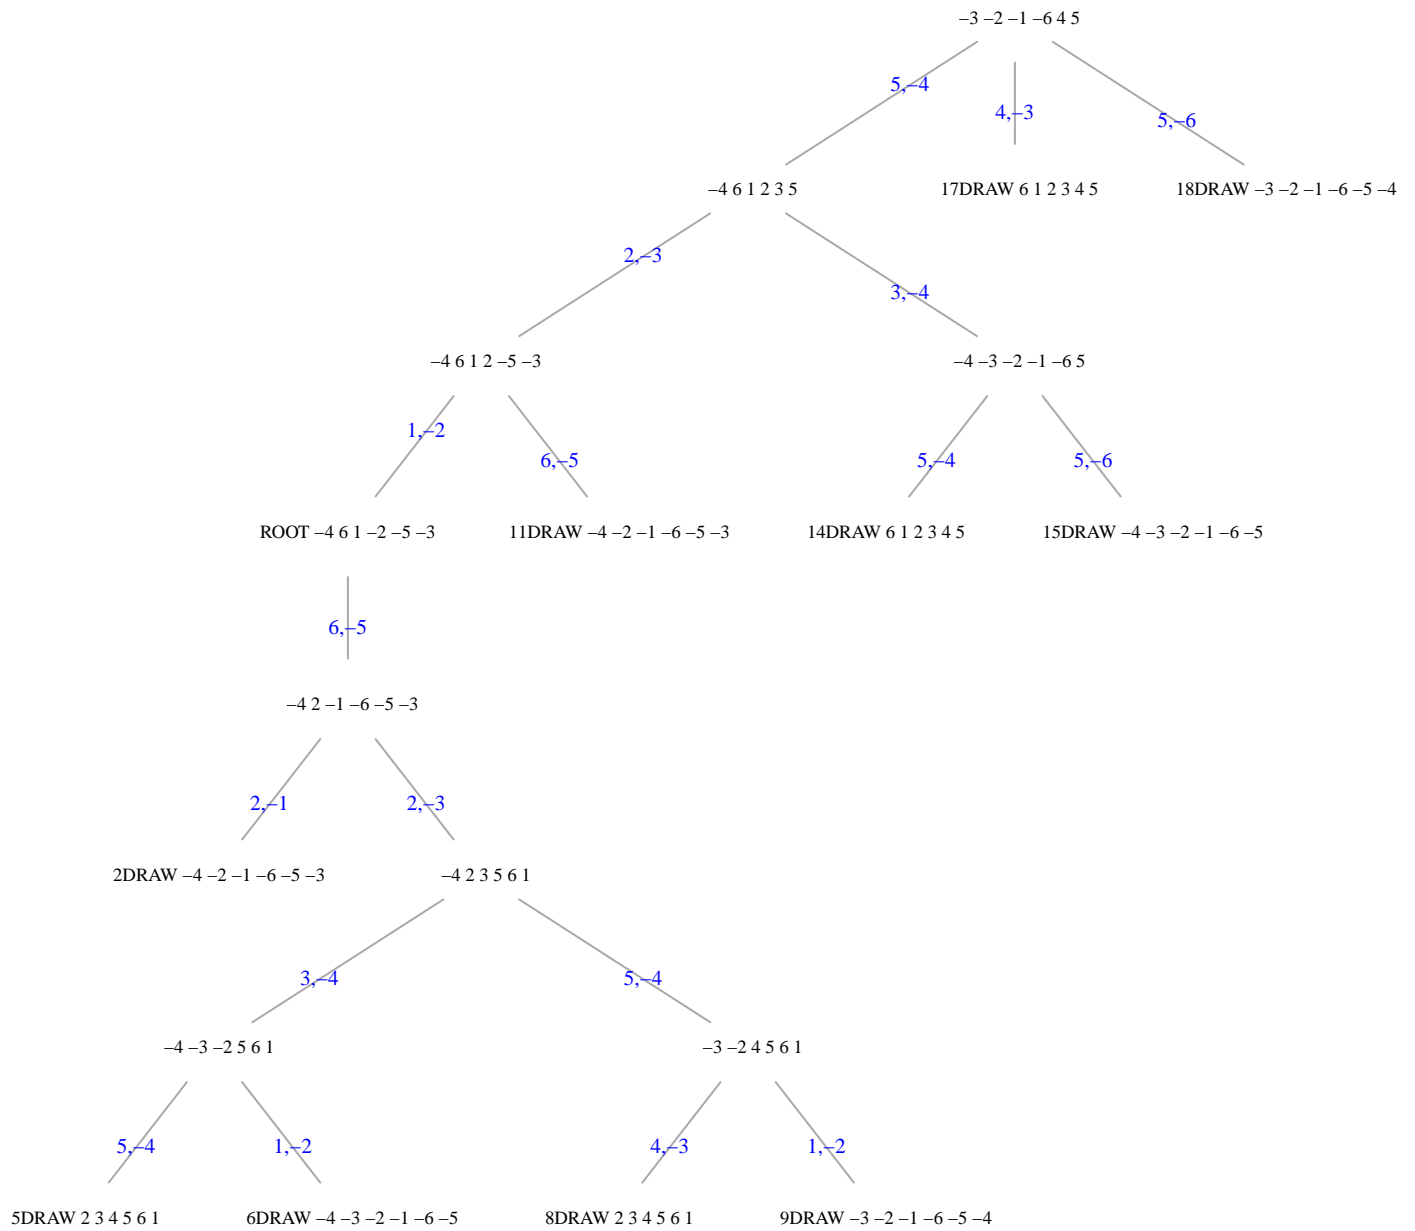 –3 –2 –1 –6 4 5
5,–4
4,–3
5,–6
–4 6 1 2 3 5
17DRAW 6 1 2 3 4 5
18DRAW –3 –2 –1 –6 –5 –4
2,–3
3,–4
–4 6 1 2 –5 –3
–4 –3 –2 –1 –6 5
1,–2
6,–5
5,–4
5,–6
ROOT –4 6 1 –2 –5 –3
11DRAW –4 –2 –1 –6 –5 –3
14DRAW 6 1 2 3 4 5
15DRAW –4 –3 –2 –1 –6 –5
6,–5
–4 2 –1 –6 –5 –3
2,–1
2,–3
2DRAW –4 –2 –1 –6 –5 –3
–4 2 3 5 6 1
3,–4
5,–4
–4 –3 –2 5 6 1
–3 –2 4 5 6 1
5,–4
1,–2
4,–3
1,–2
5DRAW 2 3 4 5 6 1
6DRAW –4 –3 –2 –1 –6 –5
8DRAW 2 3 4 5 6 1
9DRAW –3 –2 –1 –6 –5 –4